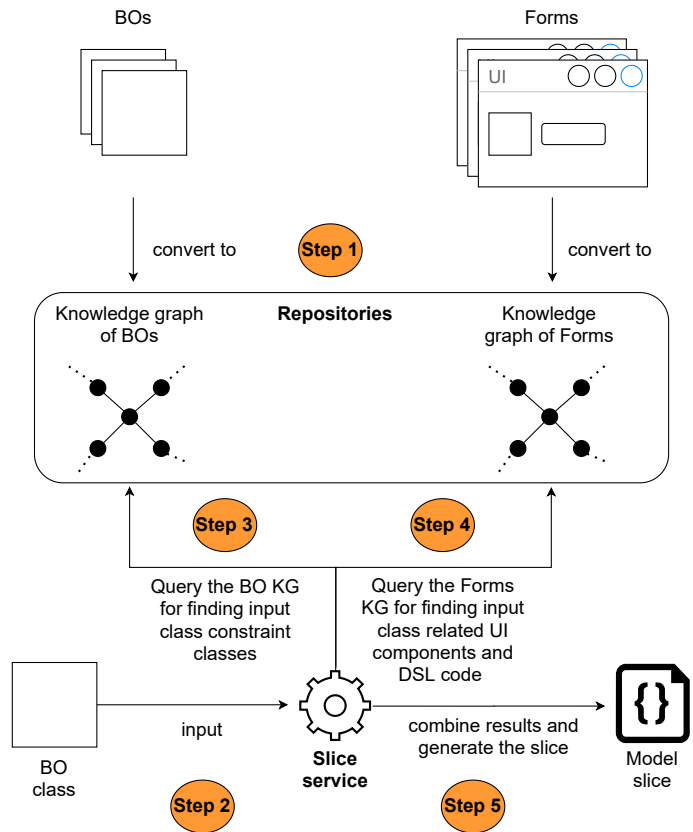 BOs
Forms
UI
convert to
Step 1
convert to
Knowledge graph
of BOs
Repositories
Knowledge
graph of Forms
Step 3
Step 4
Query the BO KG
for finding input
class constraint
classes
Query the Forms
KG for finding input
class related UI
components and
DSL code
input
combine results and
generate the slice
{}
BO
class
Slice
service
Model
slice
Step 2
Step 5